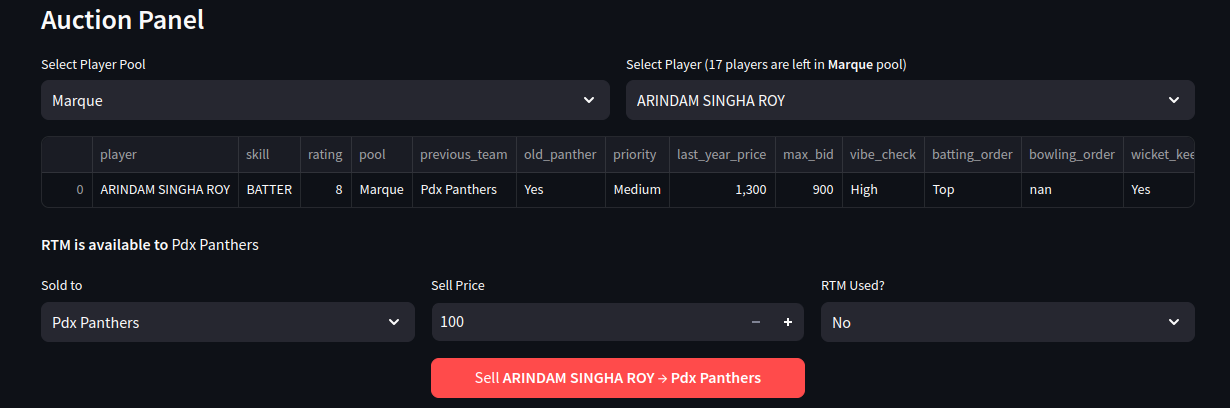 Auction Panel
Select Player Pool
Select Player (17 players are left in Marque pool)
Marque
ARINDAM SINGHA ROY
player skill rating pool previous_team old_panther priority last_year_price max_bid vibe_check batting_order bowling_order wicket_kee
0 ARINDAM SINGHA ROY BATTER 8 Marque Pdx Panthers Yes Medium 1,300 900 High Top nan Yes
RTM is available to Pdx Panthers
Sold to Sell Price RTM Used?
Pdx Panthers 100 − + No
Sell ARINDAM SINGHA ROY → Pdx Panthers